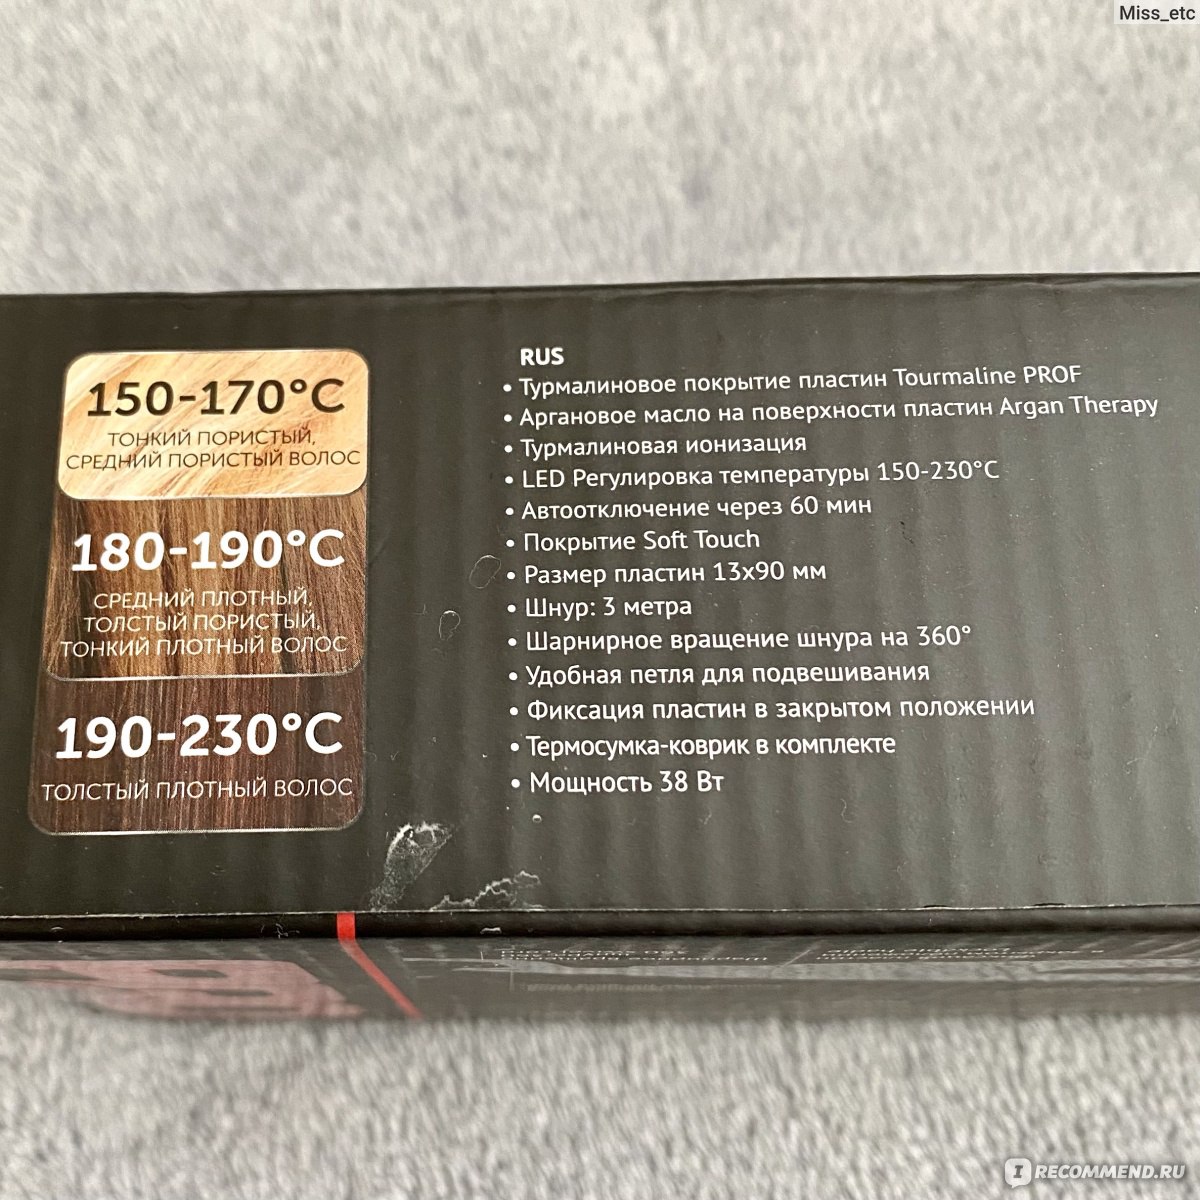 Miss_etc
150-170°C
ТОНКИЙ ПОРИСТЫЙ,
СРЕДНИЙ ПОРИСТЫЙ ВОЛОС
180-190°C
СРЕДНИЙ ПЛОТНЫЙ,
ТОЛСТЫЙ ПОРИСТЫЙ,
ТОНКИЙ ПЛОТНЫЙ ВОЛОС
190-230°C
ТОЛСТЫЙ ПЛОТНЫЙ ВОЛОС
RUS
• Турмалиновое покрытие пластин Tourmaline PROF
• Аргановое масло на поверхности пластин Argan Therapy
• Турмалиновая ионизация
• LED Регулировка температуры 150-230°C
• Автоотключение через 60 мин
• Покрытие Soft Touch
• Размер пластин 13х90 мм
• Шнур: 3 метра
• Шарнирное вращение шнура на 360°
• Удобная петля для подвешивания
• Фиксация пластин в закрытом положении
• Термосумка-коврик в комплекте
• Мощность 38 Вт
IRECOMMEND.RU